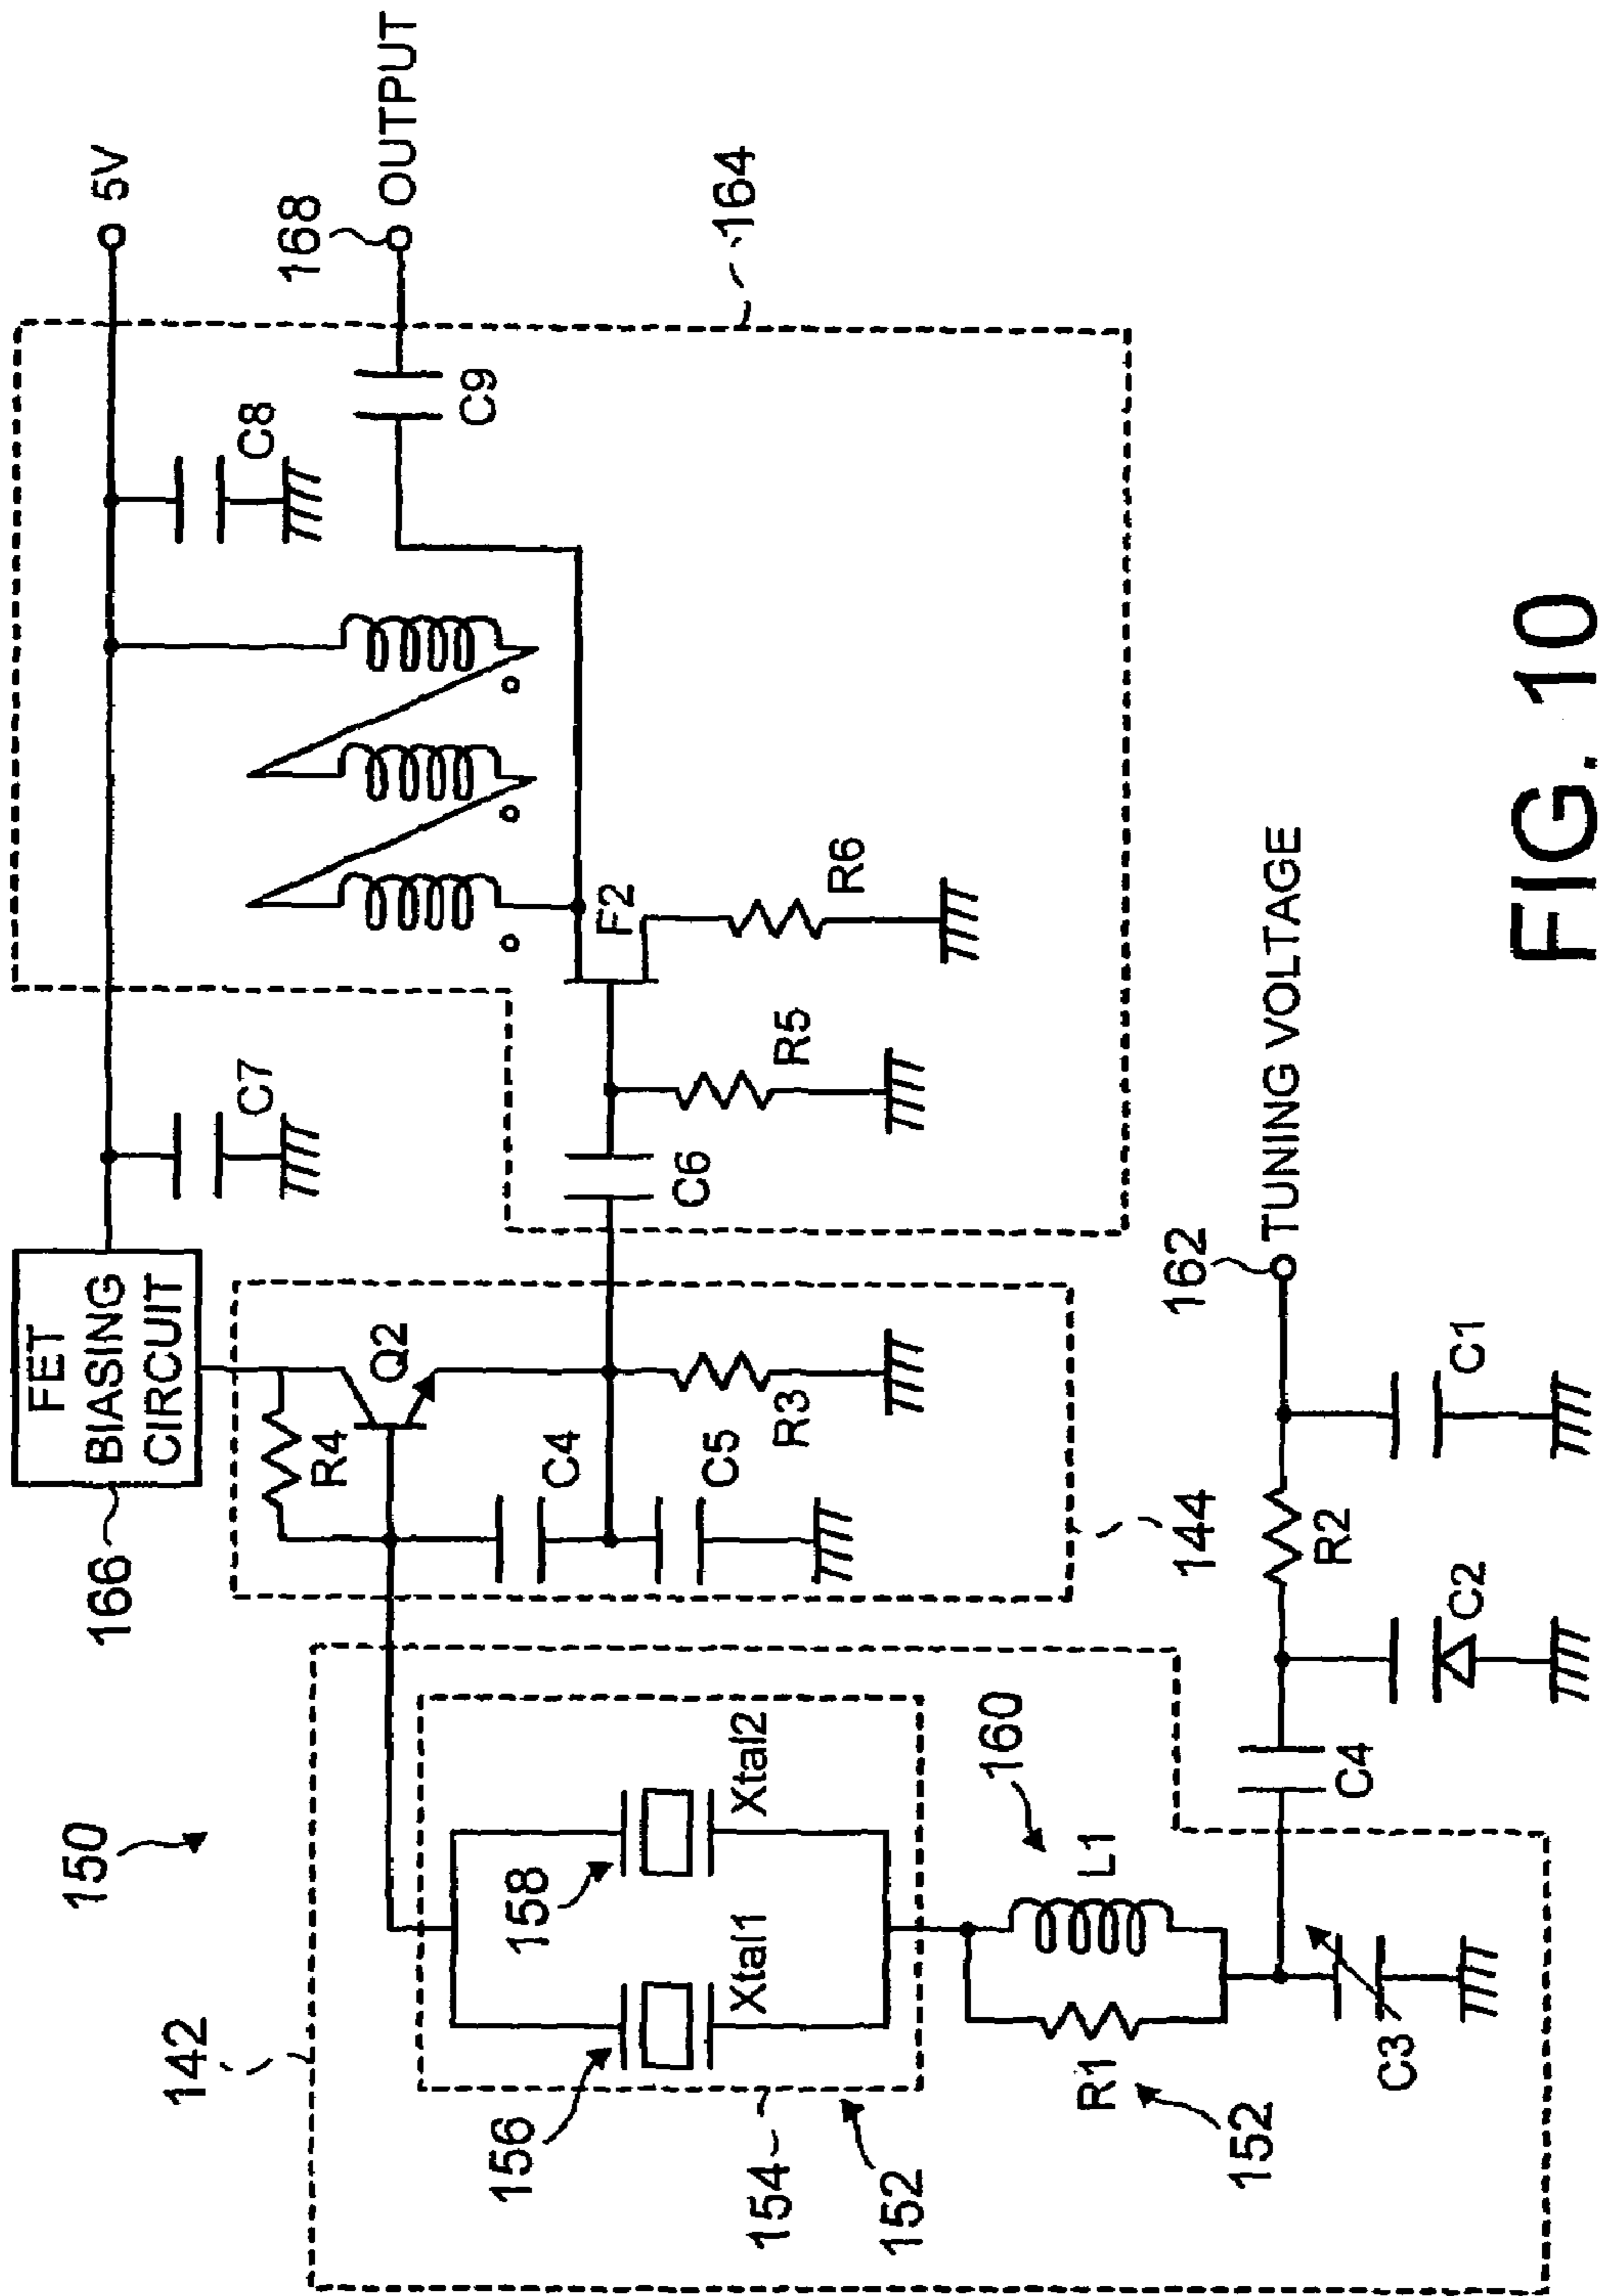 150
142
166
FET
BIASING
CIRCUIT
5V
C7
C8
168
OUTPUT
R4
Q2
C9
F2
C4
C5
R3
C6
R5
R6
164
156
158
Xtal1
Xtal2
154
152
144
160
R1
L1
152
C3
C4
162
TUNING VOLTAGE
R2
C2
C1
FIG. 10